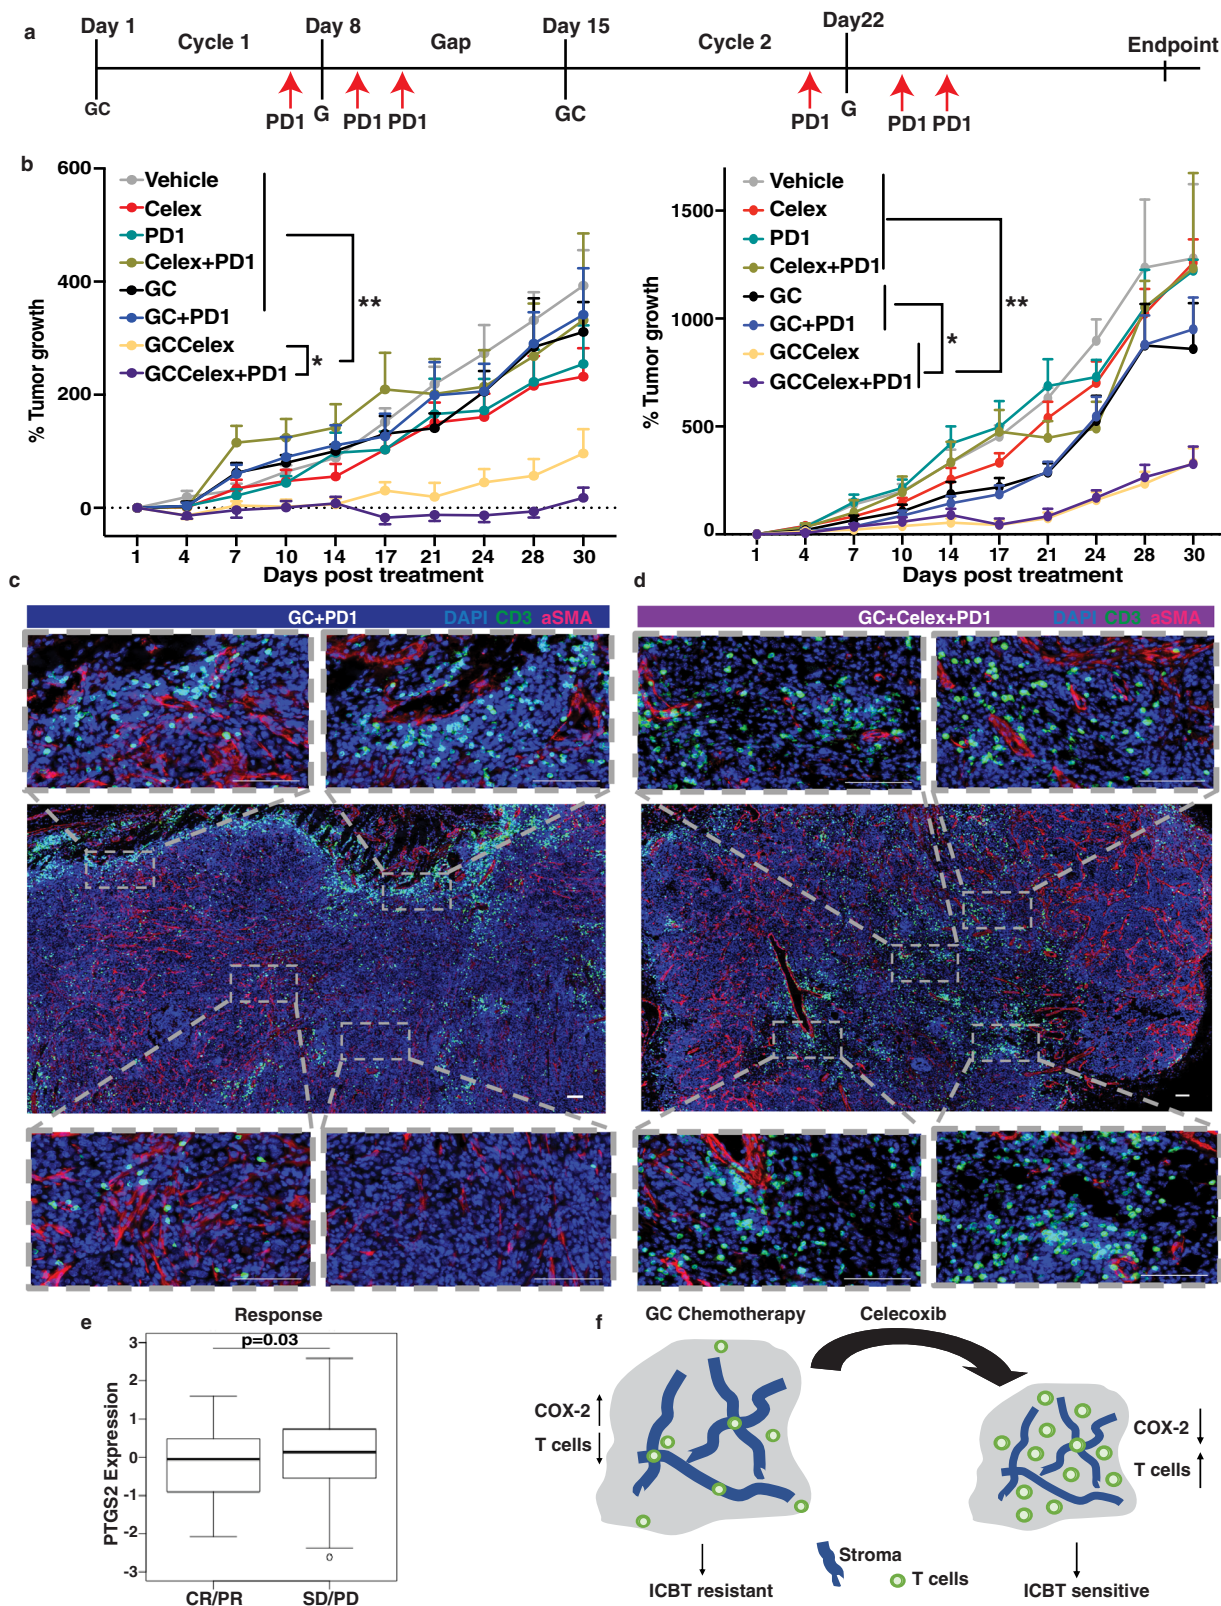 a
Day 1
Cycle 1
Day 8
Gap
Day 15
Cycle 2
Day22
Endpoint
GC
PD1
G
PD1
PD1
GC
PD1
G
PD1
PD1
b
% Tumor growth
600
400
200
0
Vehicle
Celex
PD1
Celex+PD1
GC
GC+PD1
GCCelex
GCCelex+PD1
**
*
1 4 7 10 14 17 21 24 28 30
Days post treatment
% Tumor growth
1500
1000
500
0
Vehicle
Celex
PD1
Celex+PD1
GC
GC+PD1
GCCelex
GCCelex+PD1
*
**
1 4 7 10 14 17 21 24 28 30
Days post treatment
c
GC+PD1 DAPI CD3 aSMA
d
GC+Celex+PD1 DAPI CD3 aSMA
e
Response
p=0.03
PTGS2 Expression
3
2
1
0
-1
-2
-3
CR/PR
SD/PD
f
GC Chemotherapy
Celecoxib
COX-2
T cells
COX-2
T cells
Stroma
T cells
ICBT resistant
ICBT sensitive